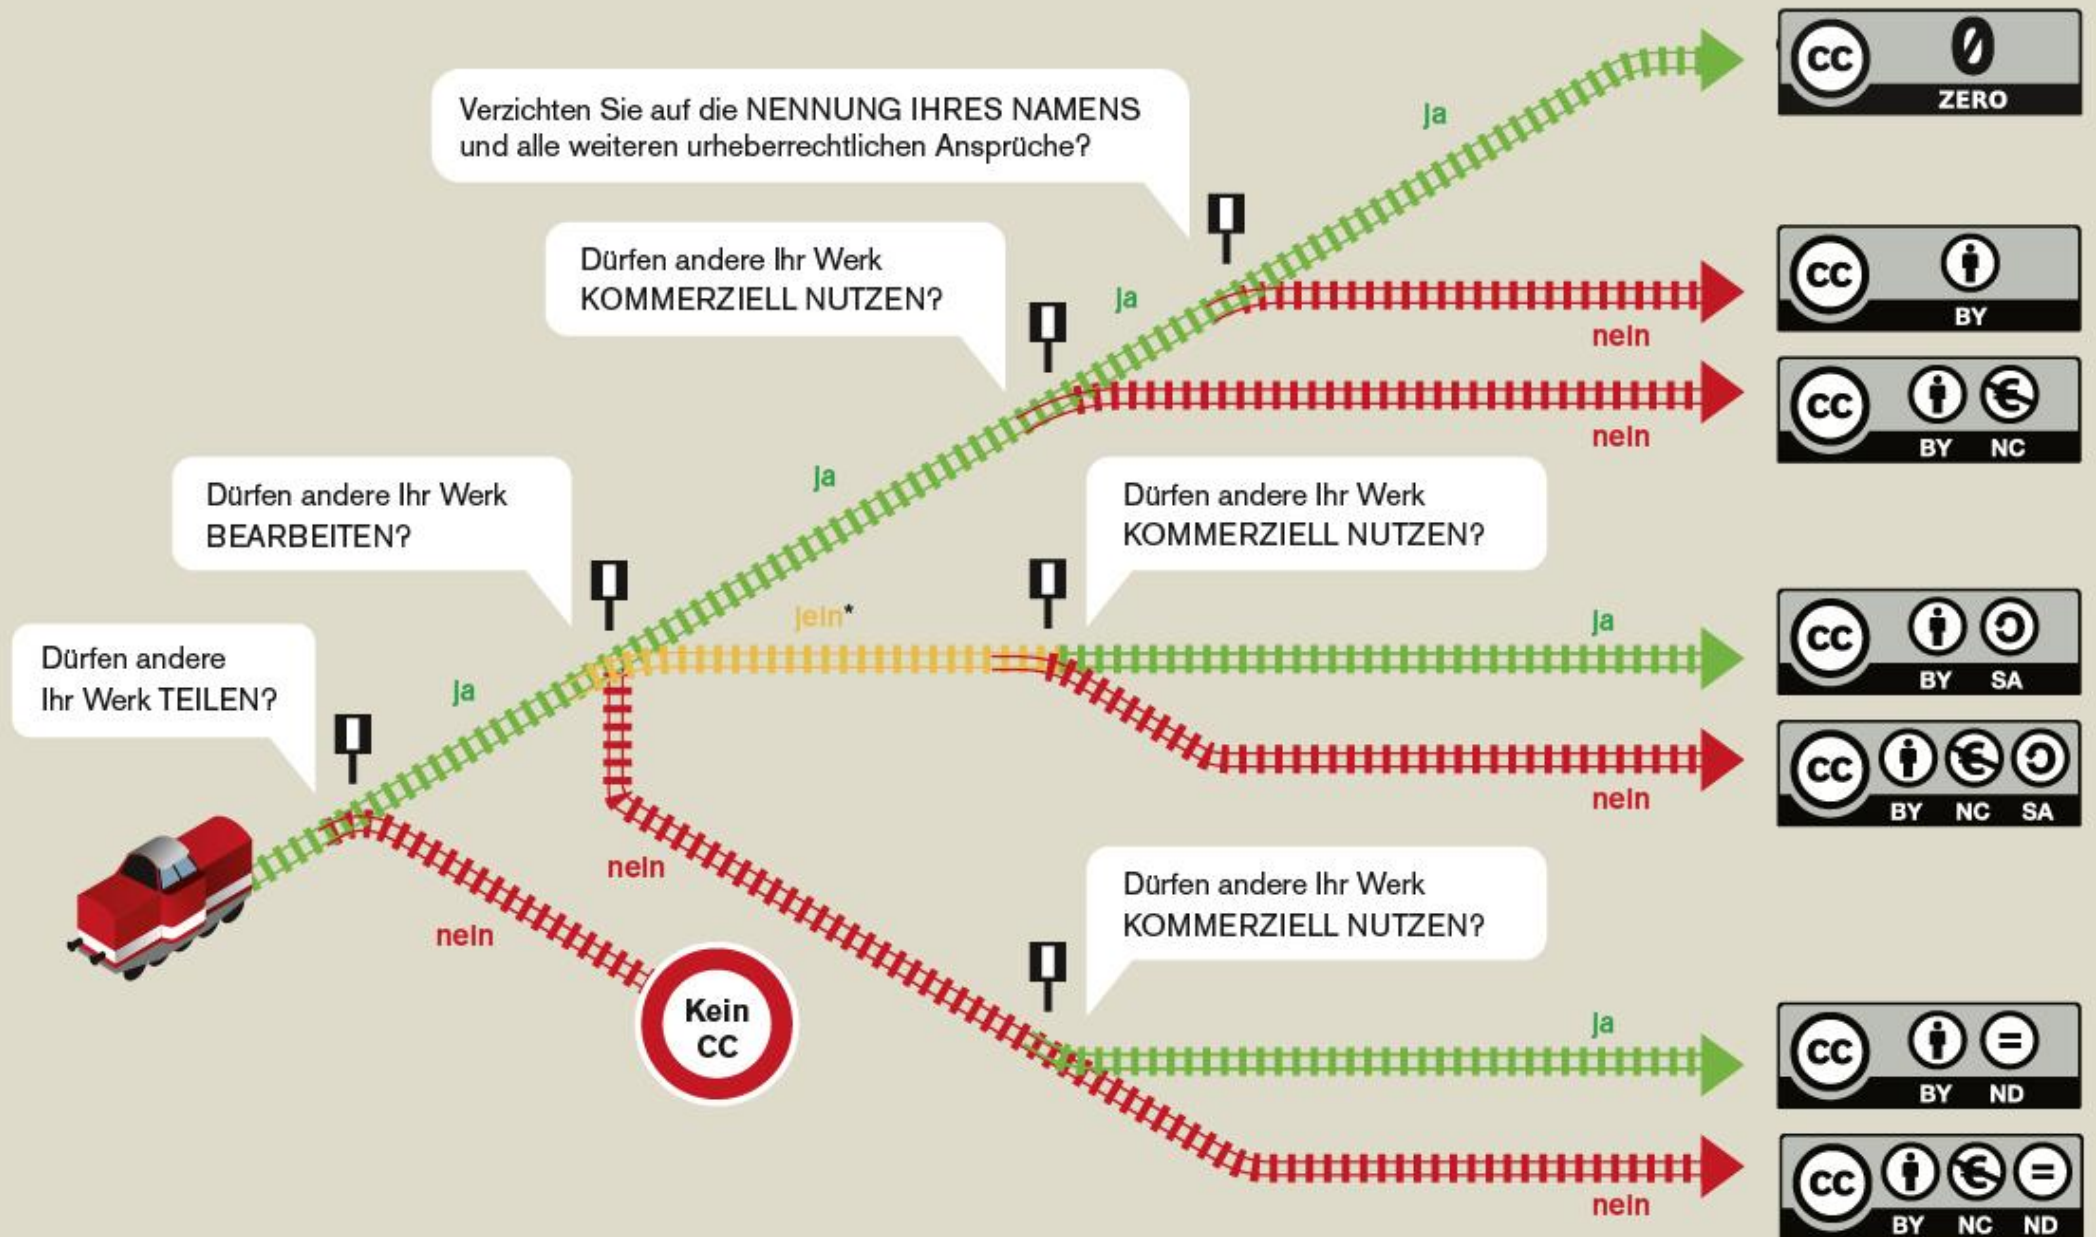 cc 0
ZERO
Verzichten Sie auf die NENNUNG IHRES NAMENS
und alle weiteren urheberrechtlichen Ansprüche?
ja
Dürfen andere Ihr Werk
KOMMERZIELL NUTZEN?
ja
cc
BY
nein
cc €
BY NC
nein
ja
Dürfen andere Ihr Werk
BEARBEITEN?
Dürfen andere Ihr Werk
KOMMERZIELL NUTZEN?
jein*
ja
cc
BY SA
Dürfen andere
Ihr Werk TEILEN?
ja
cc €
BY NC SA
nein
nein
Dürfen andere Ihr Werk
KOMMERZIELL NUTZEN?
nein
Kein
CC
ja
cc =
BY ND
cc € =
BY NC ND
nein